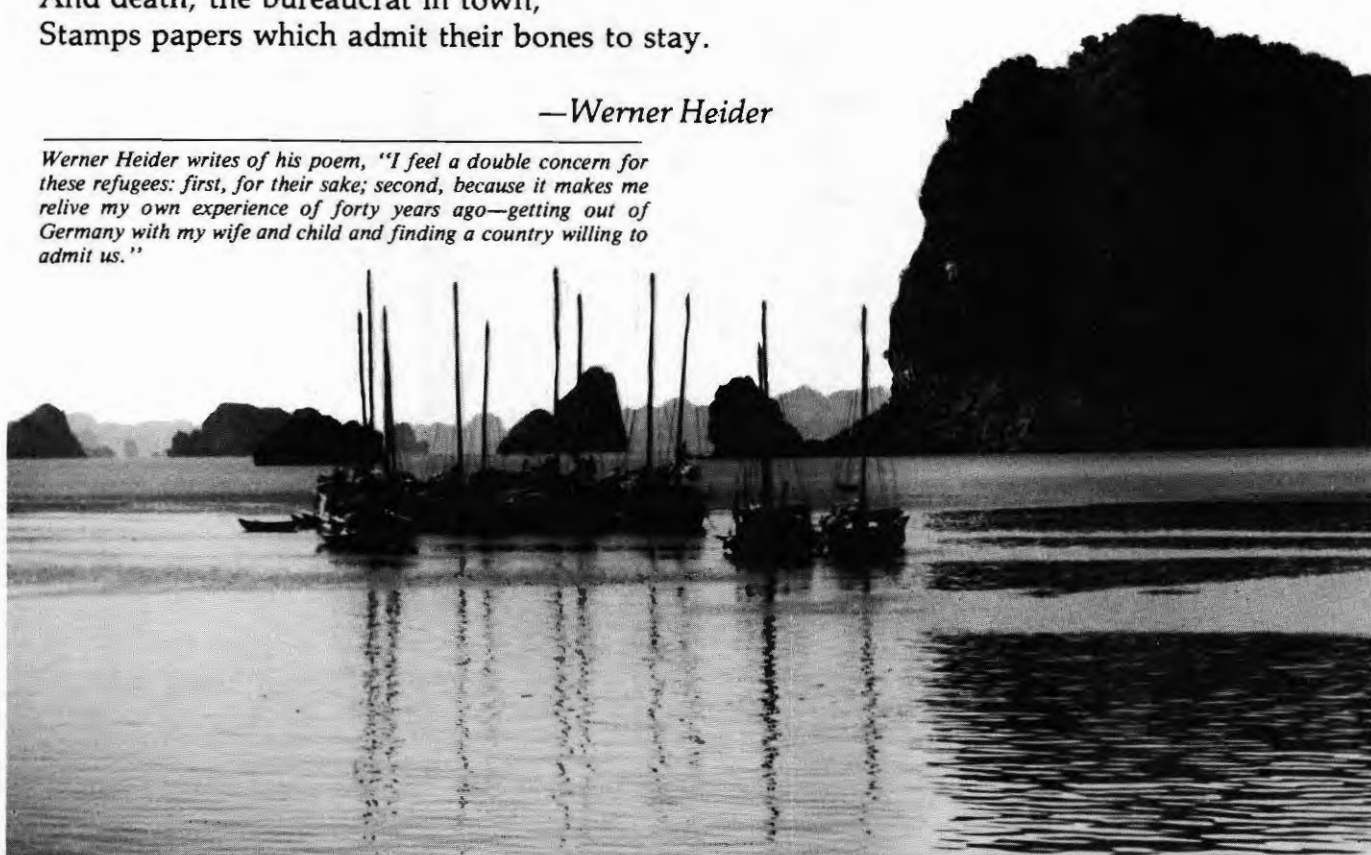 And death, the bureaucrat in town,
Stamps papers which admit their bones to stay.
—Werner Heider
Werner Heider writes of his poem, "I feel a double concern for
these refugees: first, for their sake; second, because it makes me
relive my own experience of forty years ago—getting out of
Germany with my wife and child and finding a country willing to
admit us."